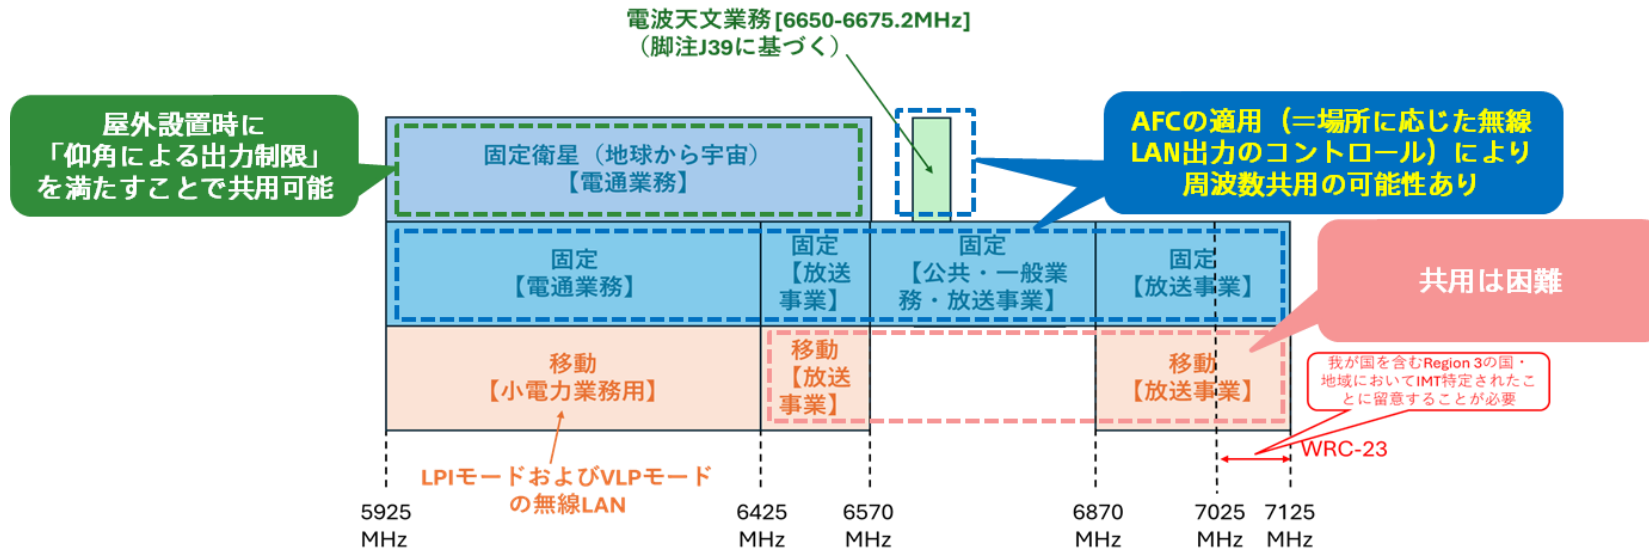 電波天文業務[6650-6675.2MHz]
（脚注J39に基づく）
屋外設置時に
「仰角による出力制限」
を満たすことで共用可能
固定衛星（地球から宇宙）
【電通業務】
AFCの適用（＝場所に応じた無線
LAN出力のコントロール）により
周波数共用の可能性あり
固定
【電通業務】
固定
【放送
事業】
固定
【公共・一般業
務・放送事業】
固定
【放送事業】
共用は困難
移動
【小電力業務用】
移動
【放送
事業】
移動
【放送事業】
我が国を含むRegion 3の国・
地域においてIMT特定されたこ
とに留意することが必要
WRC-23
LPIモードおよびVLPモード
の無線LAN
5925
MHz
6425
MHz
6570
MHz
6870
MHz
7025
MHz
7125
MHz